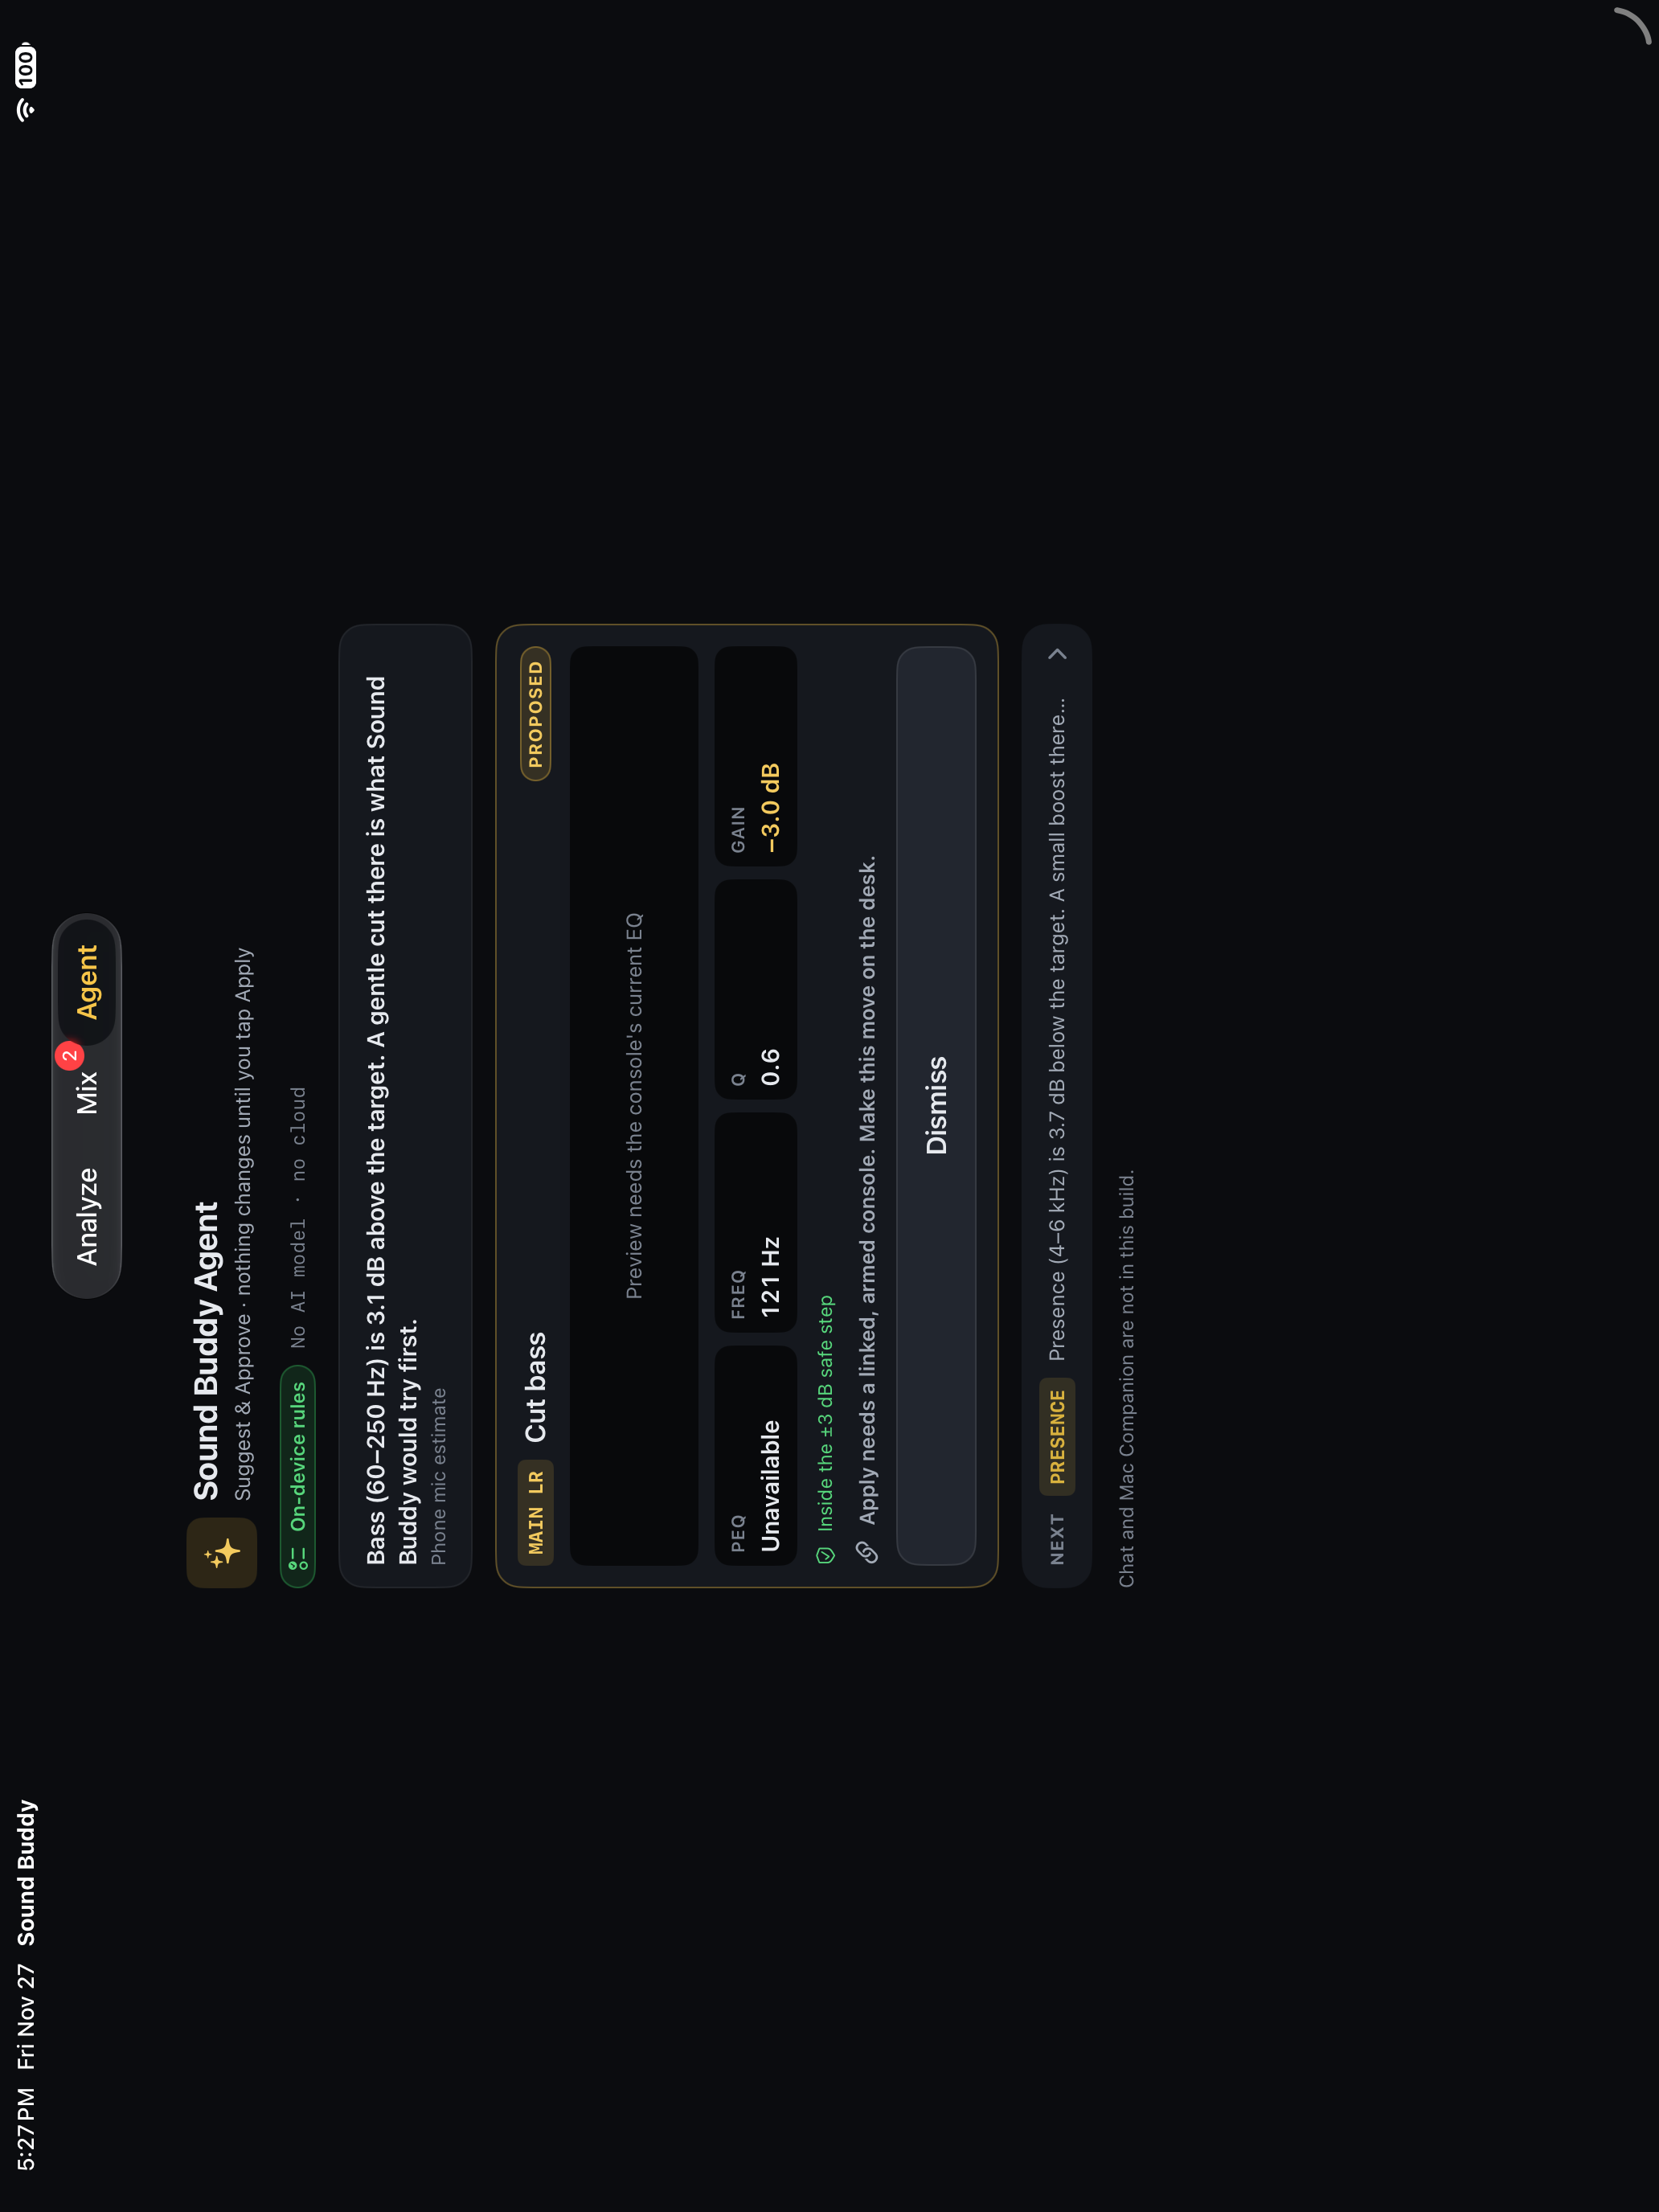 5:27 PM Fri Nov 27 Sound Buddy
100
Analyze
Mix
2
Agent
Sound Buddy Agent
Suggest & Approve · nothing changes until you tap Apply
On-device rules
No AI model · no cloud
Bass (60–250 Hz) is 3.1 dB above the target. A gentle cut there is what Sound
Buddy would try first.
Phone mic estimate
MAIN LR
Cut bass
PROPOSED
Preview needs the console's current EQ
PEQ
Unavailable
FREQ
121 Hz
Q
0.6
GAIN
−3.0 dB
Inside the ±3 dB safe step
Apply needs a linked, armed console. Make this move on the desk.
Dismiss
NEXT
PRESENCE
Presence (4–6 kHz) is 3.7 dB below the target. A small boost there…
Chat and Mac Companion are not in this build.